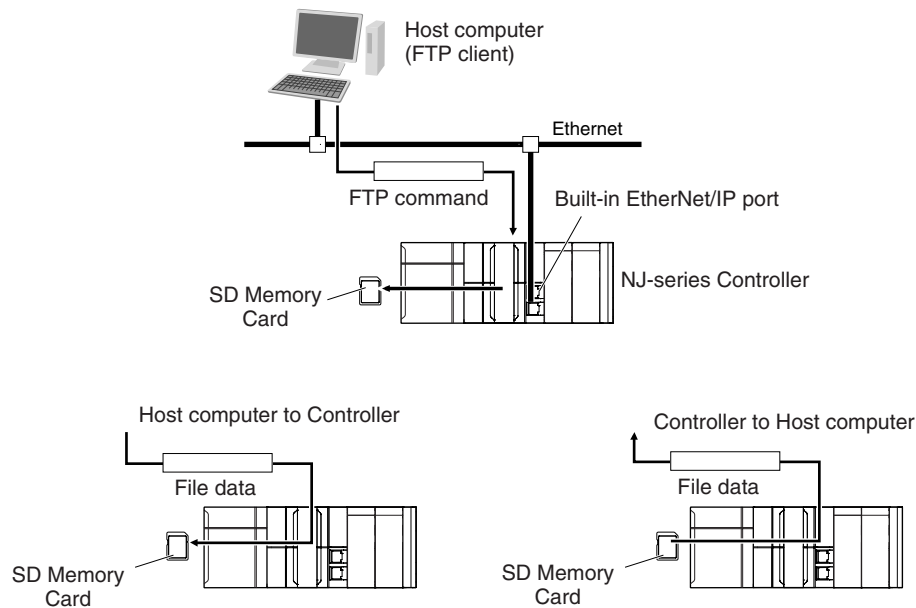 Host computer
(FTP client)
Ethernet
FTP command
Built-in EtherNet/IP port
NJ-series Controller
SD Memory
Card
Host computer to Controller
File data
SD Memory
Card
Controller to Host computer
File data
SD Memory
Card